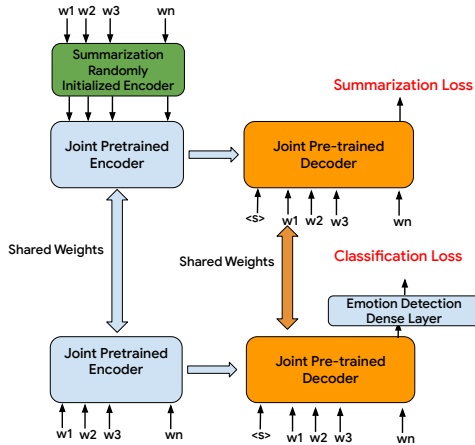 w1 w2 w3 wn
Summarization
Randomly
Initialized Encoder
Summarization Loss
Joint Pretrained
Encoder
Joint Pre-trained
Decoder
<s> w1 w2 w3 wn
Shared Weights
Shared Weights
Classification Loss
Emotion Detection
Dense Layer
Joint Pretrained
Encoder
Joint Pre-trained
Decoder
w1 w2 w3 wn
<s> w1 w2 w3 wn